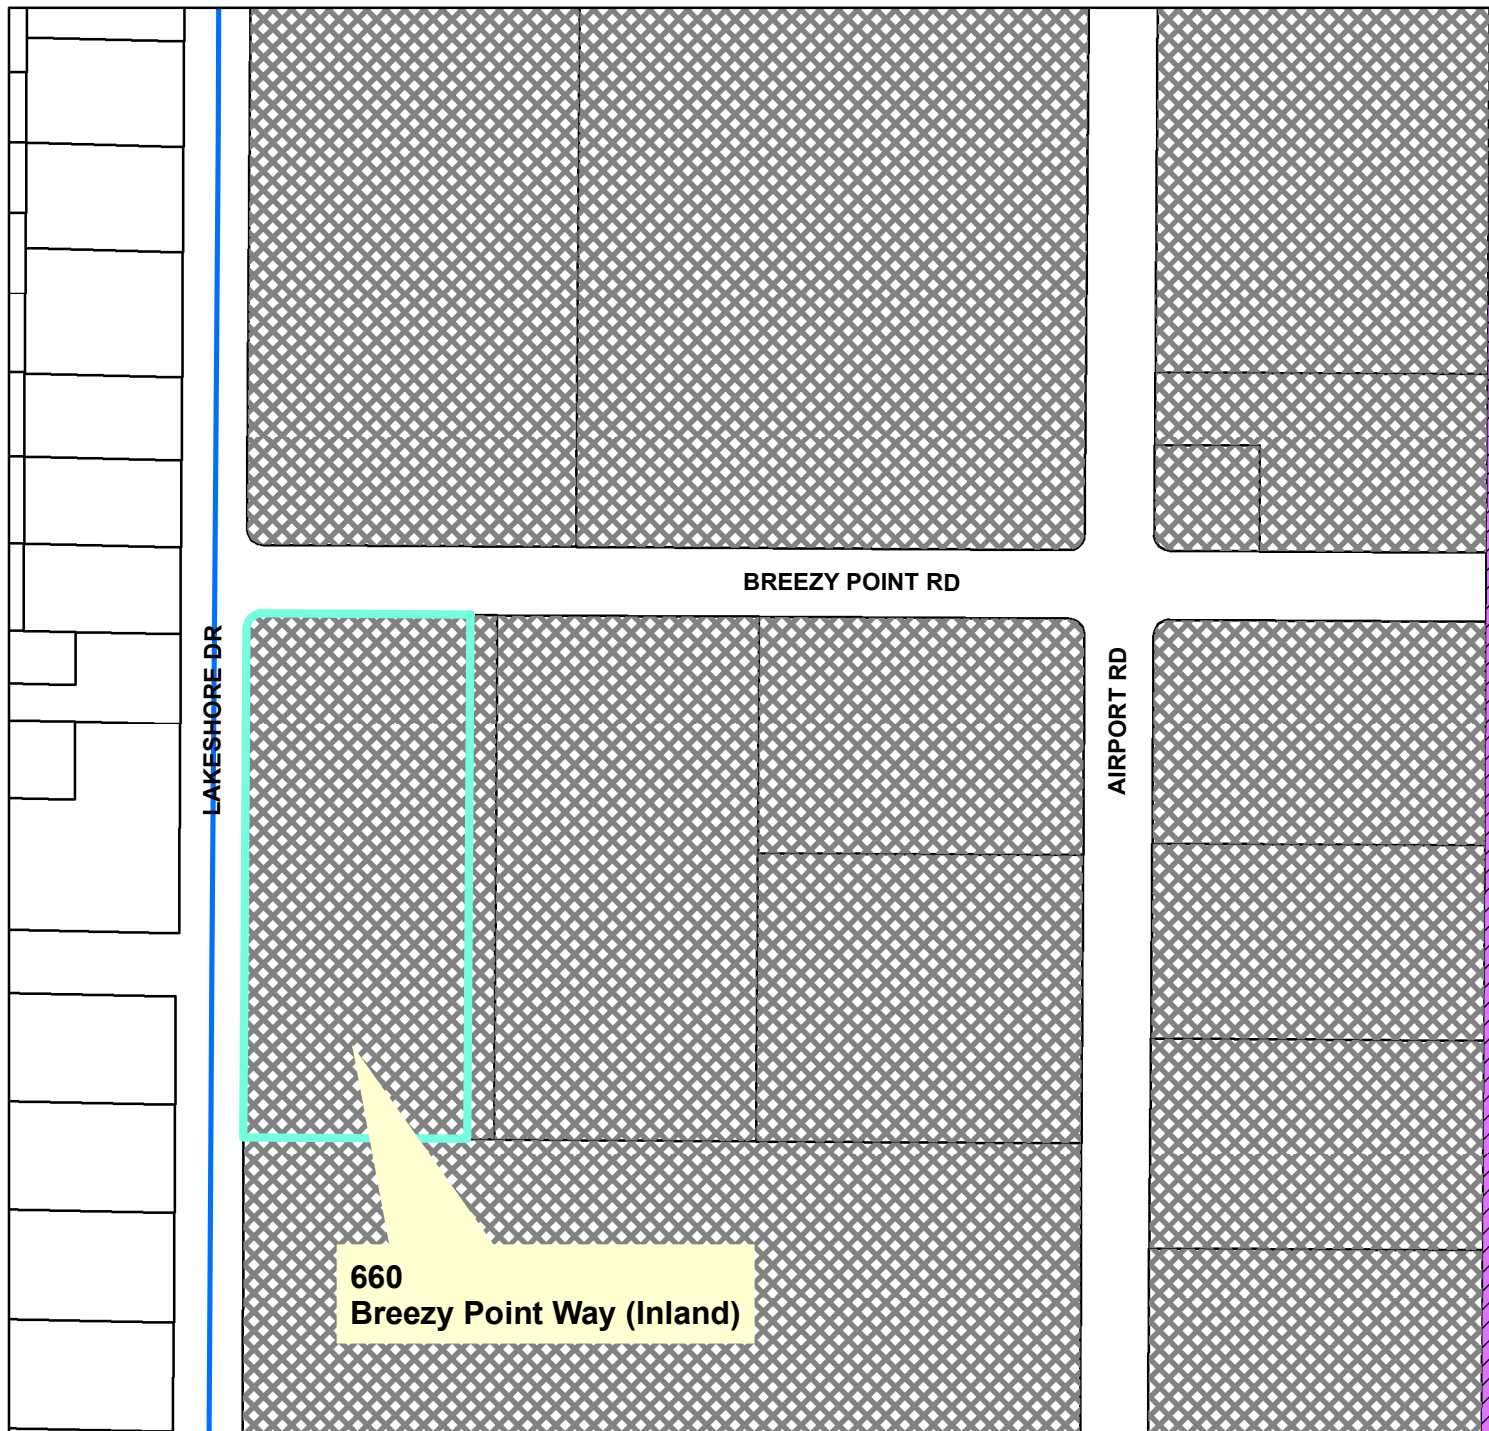 BREEZY POINT RD
LAKESHORE DR
AIRPORT RD
660
Breezy Point Way (Inland)